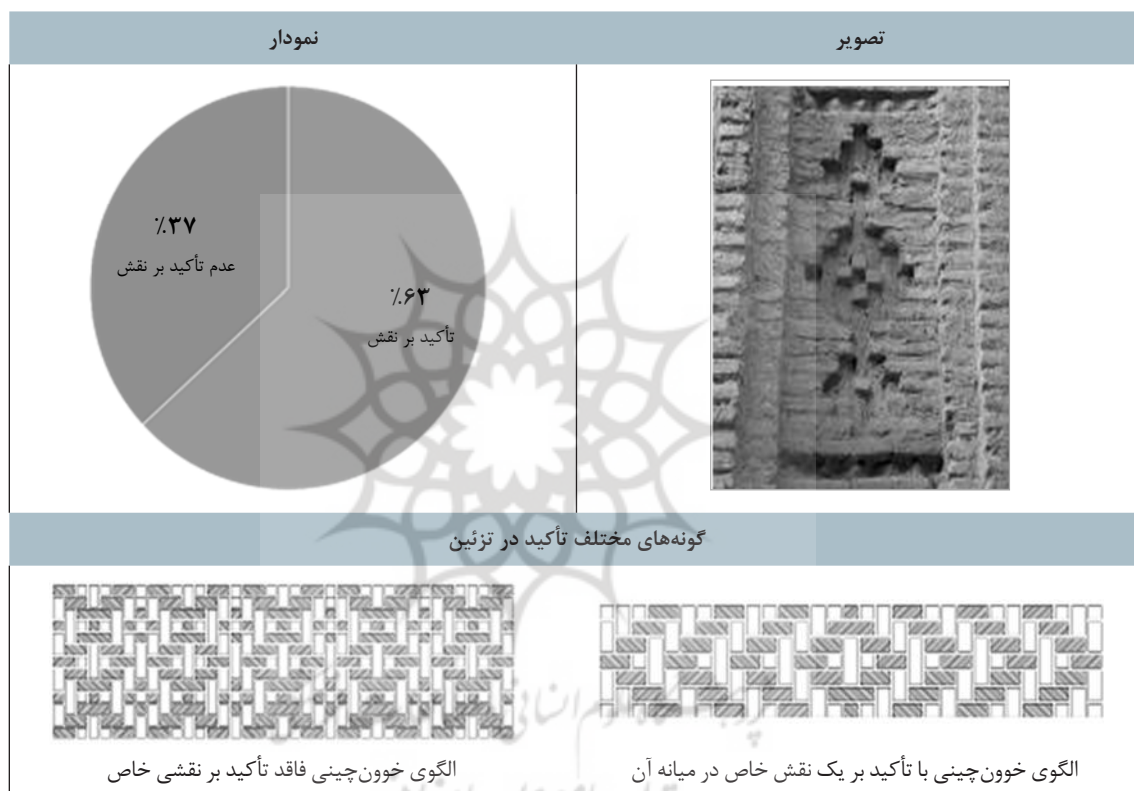 تصویر
نمودار
٪۳۷
عدم تأکید بر نقش
٪۶۳
تأکید بر نقش
گونه‌های مختلف تأکید در تزئین
الگوی خوون‌چینی با تأکید بر یک نقش خاص در میانه آن
الگوی خوون‌چینی فاقد تأکید بر نقشی خاص